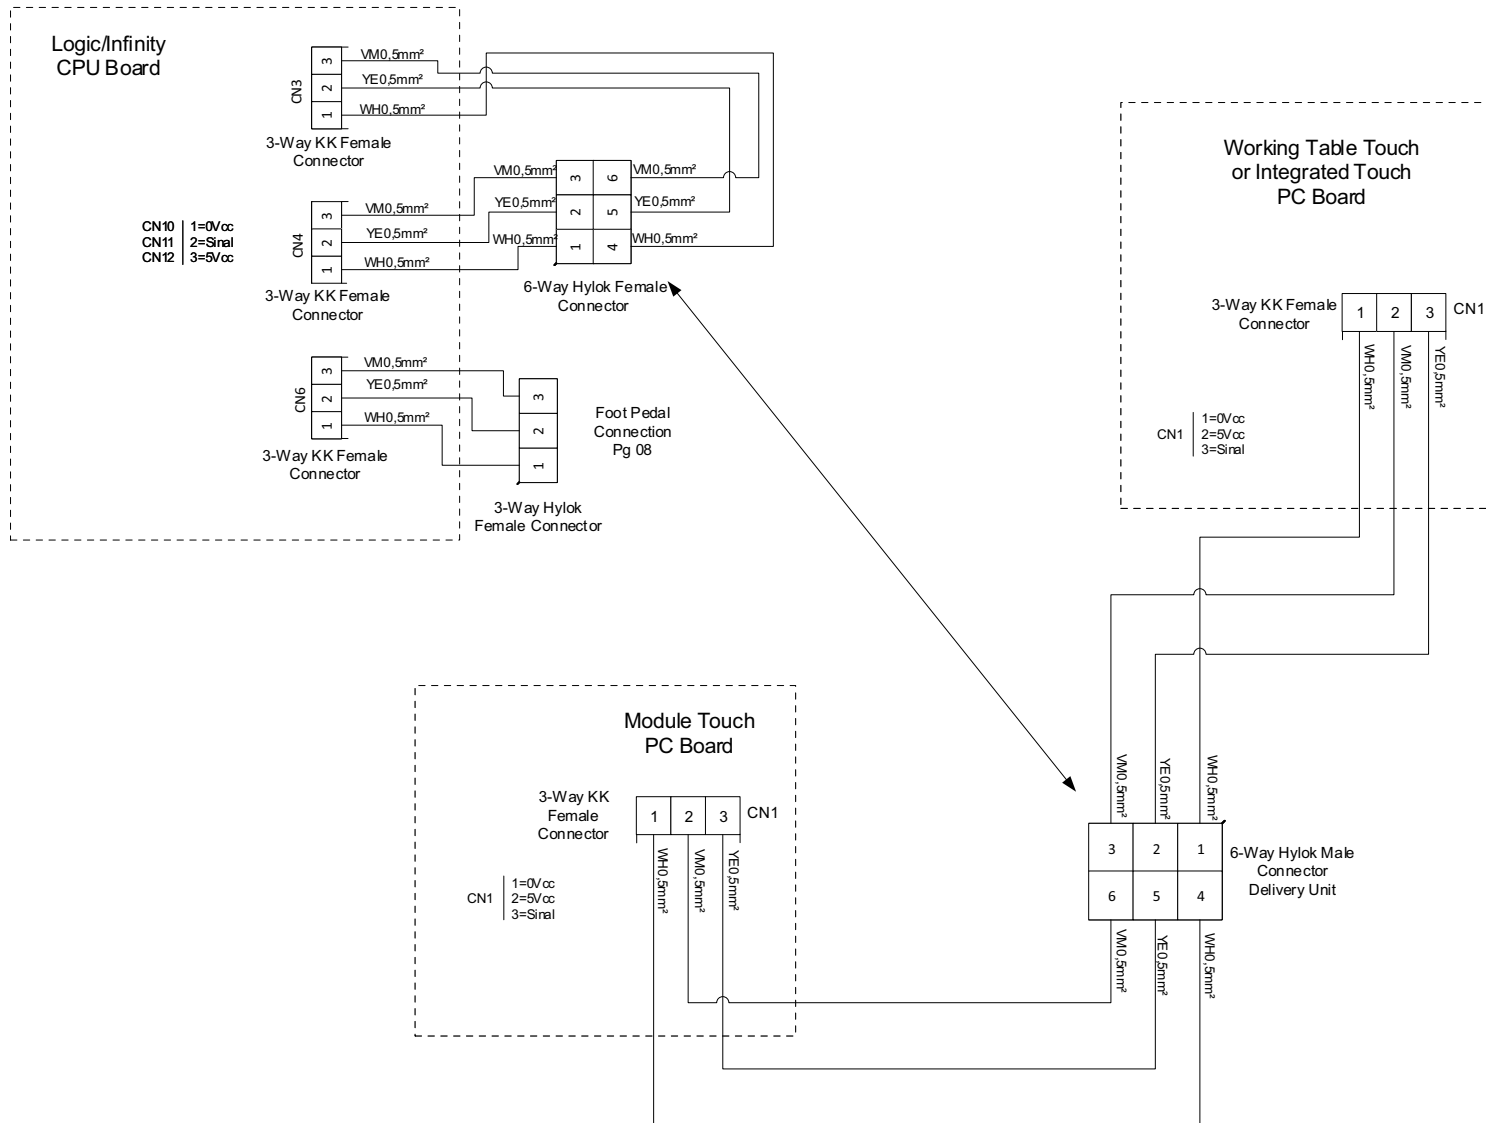 Logic/Infinity
CPU Board
CN3
3
2
1
VM0,5mm²
YE0,5mm²
WH0,5mm²
3-Way KK Female
Connector
CN10 1=0Vcc
CN11 2=Sinal
CN12 3=5Vcc
CN4
3
2
1
VM0,5mm²
YE0,5mm²
WH0,5mm²
3-Way KK Female
Connector
VM0,5mm² 3 6 VM0,5mm²
YE0,5mm² 2 5 YE0,5mm²
WH0,5mm² 1 4 WH0,5mm²
6-Way Hylok Female
Connector
CN6
3
2
1
VM0,5mm²
YE0,5mm²
WH0,5mm²
3-Way KK Female
Connector
3
2
1
Foot Pedal
Connection
Pg 08
3-Way Hylok
Female Connector
Working Table Touch
or Integrated Touch
PC Board
3-Way KK Female
Connector
1 2 3 CN1
WH0,5mm²
VM0,5mm²
YE0,5mm²
CN1
1=0Vcc
2=5Vcc
3=Sinal
Module Touch
PC Board
3-Way KK
Female
Connector
1 2 3 CN1
WH0,5mm²
VM0,5mm²
YE0,5mm²
CN1
1=0Vcc
2=5Vcc
3=Sinal
VM0,5mm²
YE0,5mm²
WH0,5mm²
3 2 1
6 5 4
6-Way Hylok Male
Connector
Delivery Unit
VM0,5mm²
YE0,5mm²
WH0,5mm²